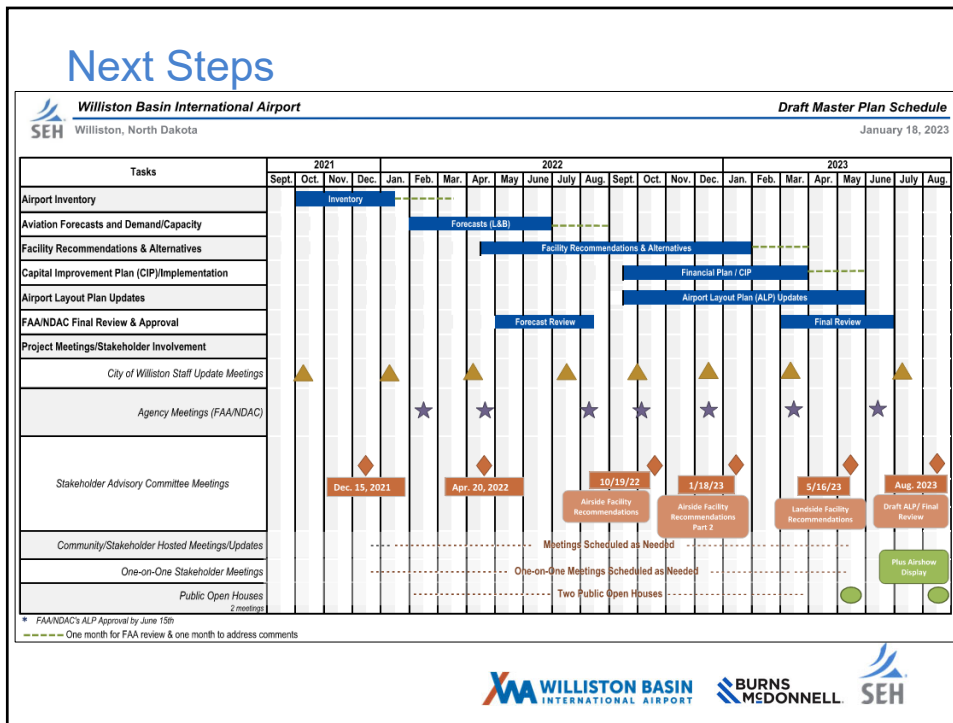 Next Steps
SEH
Williston Basin International Airport
Draft Master Plan Schedule
Williston, North Dakota
January 18, 2023
Tasks
2021
2022
2023
Sept. Oct. Nov. Dec. Jan. Feb. Mar. Apr. May June July Aug. Sept. Oct. Nov. Dec. Jan. Feb. Mar. Apr. May June July Aug.
Airport Inventory
Inventory
Aviation Forecasts and Demand/Capacity
Forecasts (L&B)
Facility Recommendations & Alternatives
Facility Recommendations & Alternatives
Capital Improvement Plan (CIP)/Implementation
Financial Plan / CIP
Airport Layout Plan Updates
Airport Layout Plan (ALP) Updates
FAA/NDAC Final Review & Approval
Forecast Review
Final Review
Project Meetings/Stakeholder Involvement
City of Williston Staff Update Meetings
Agency Meetings (FAA/NDAC)
Stakeholder Advisory Committee Meetings
Dec. 15, 2021
Apr. 20, 2022
10/19/22
Airside Facility
Recommendations
1/18/23
Airside Facility
Recommendations
Part 2
5/16/23
Landside Facility
Recommendations
Aug. 2023
Draft ALP/ Final
Review
Community/Stakeholder Hosted Meetings/Updates
Meetings Scheduled as Needed
One-on-One Stakeholder Meetings
One-on-One Meetings Scheduled as Needed
Plus Airshow
Display
Public Open Houses
2 meetings
Two Public Open Houses
* FAA/NDAC's ALP Approval by June 15th
One month for FAA review & one month to address comments
XWA WILLISTON BASIN
INTERNATIONAL AIRPORT
BURNS
McDONNELL.
SEH